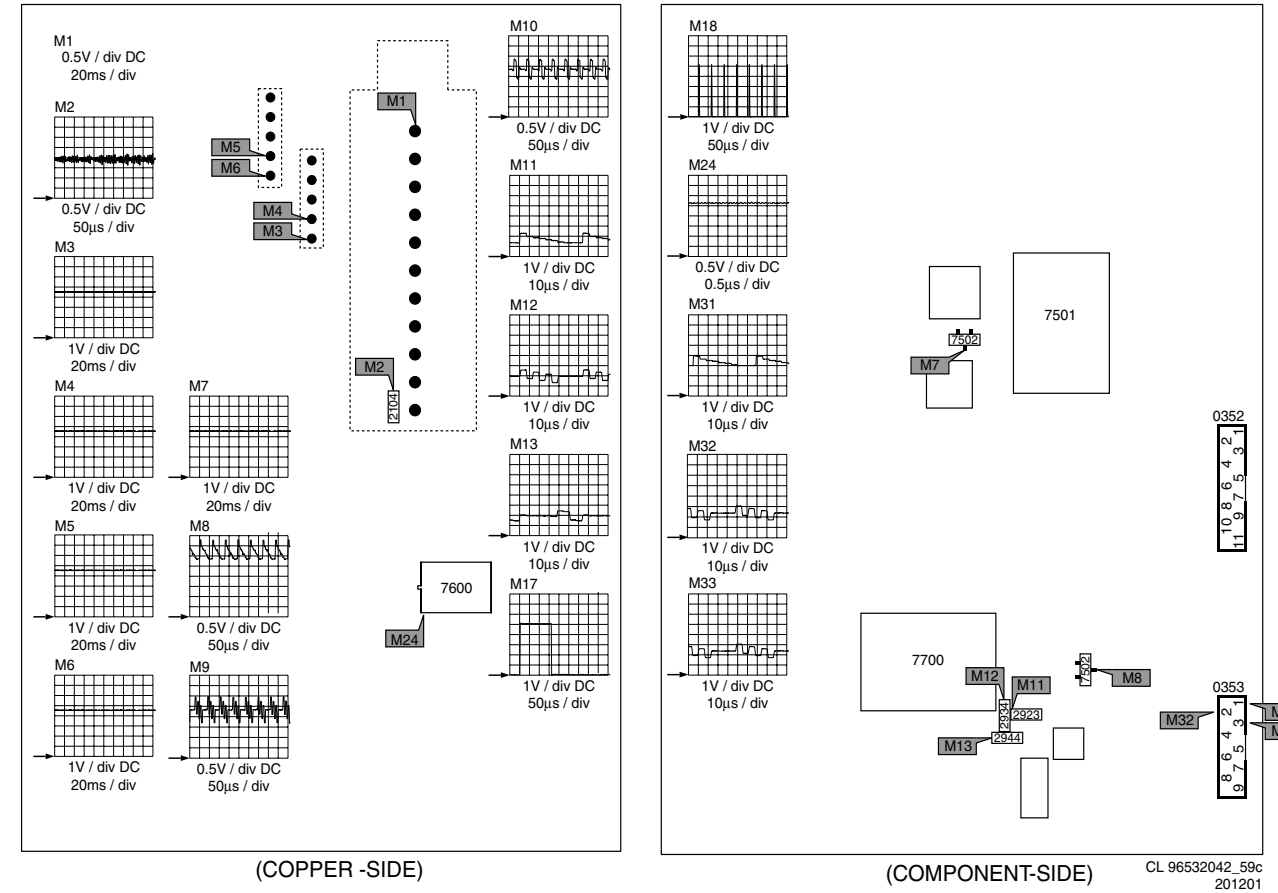 M1
0.5V / div DC
20ms / div
M2
0.5V / div DC
50µs / div
M3
1V / div DC
20ms / div
M4
1V / div DC
20ms / div
M5
1V / div DC
20ms / div
M6
1V / div DC
20ms / div
M7
1V / div DC
20ms / div
M8
0.5V / div DC
50µs / div
M9
0.5V / div DC
50µs / div
M5
M6
M4
M3
M1
M2
2104
7600
M24
M10
0.5V / div DC
50µs / div
M11
1V / div DC
10µs / div
M12
1V / div DC
10µs / div
M13
1V / div DC
10µs / div
M17
1V / div DC
50µs / div
(COPPER -SIDE)
M18
1V / div DC
50µs / div
M24
0.5V / div DC
0.5µs / div
M31
1V / div DC
10µs / div
M32
1V / div DC
10µs / div
M33
1V / div DC
10µs / div
7501
7502
M7
0352
1
2
3
4
5
6
7
8
9
10
11
7700
M12
M11
2934
2923
M13
2944
7502
M8
0353
M32
1
2
3
4
5
6
7
8
9
(COMPONENT-SIDE)
CL 96532042_59c
201201